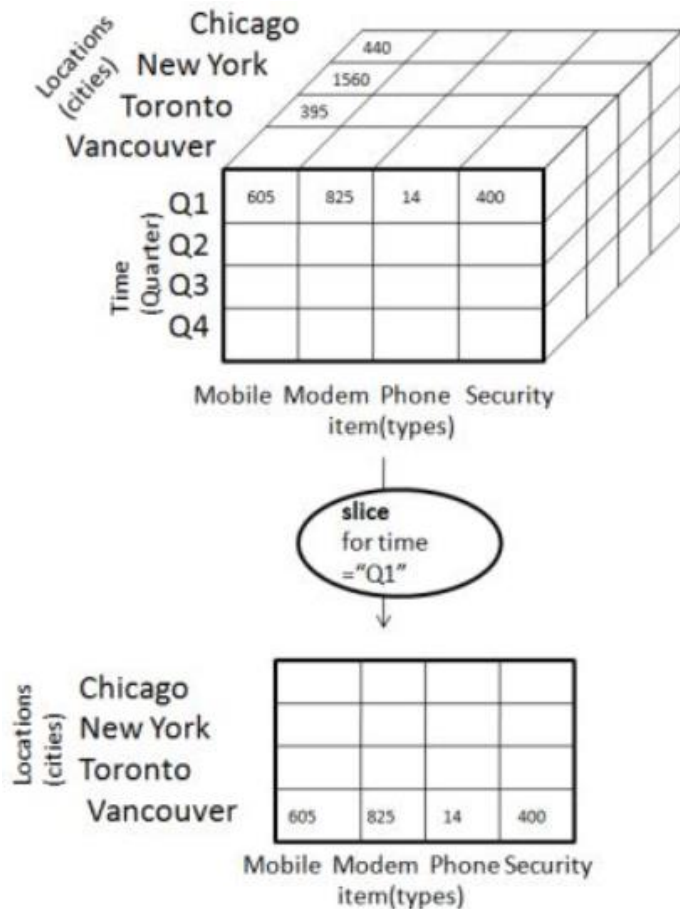 Locations
(cities)
Chicago
New York
Toronto
Vancouver
440
1560
395
Time
(Quarter)
Q1 605 825 14 400
Q2
Q3
Q4
Mobile Modem Phone Security
item(types)
slice
for time
=“Q1”
Locations
(cities)
Chicago
New York
Toronto
Vancouver 605 825 14 400
Mobile Modem Phone Security
item(types)